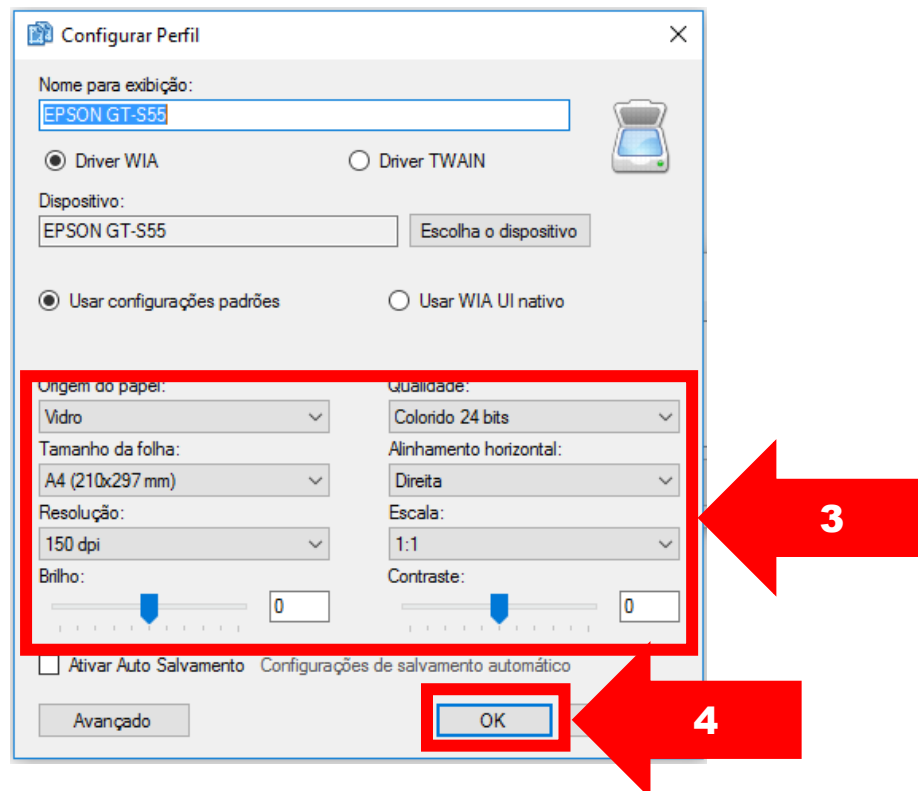 Configurar Perfil
Nome para exibição:
EPSON GT-S55
Driver WIA
Driver TWAIN
Dispositivo:
EPSON GT-S55
Escolha o dispositivo
Usar configurações padrões
Usar WIA UI nativo
Origem do papel:
Qualidade:
Vidro
Colorido 24 bits
Tamanho da folha:
Alinhamento horizontal:
A4 (210x297 mm)
Direita
Resolução:
Escala:
150 dpi
1:1
3
Brilho:
Contraste:
0
0
Ativar Auto Salvamento
Configurações de salvamento automático
Avançado
OK
4